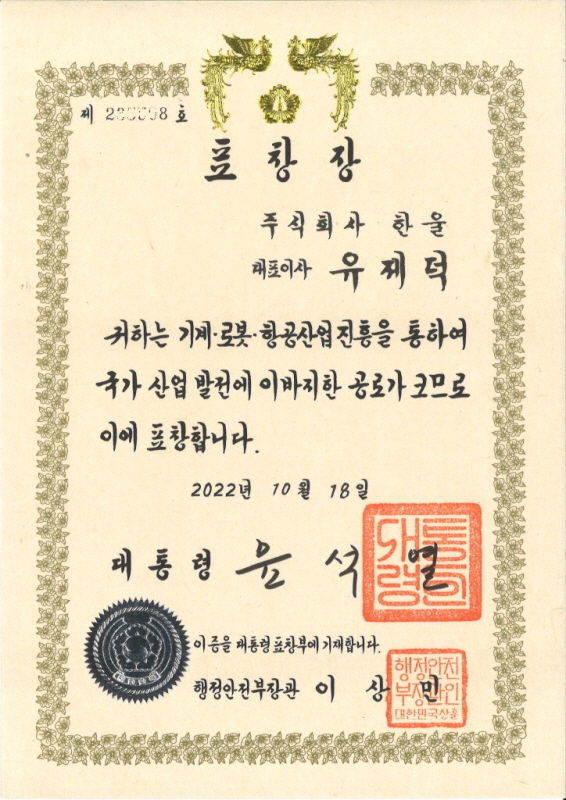 제 호
표 창 장
주식회사 한울
대표이사 유재덕
귀하는 기계·로봇·항공산업진흥을 통하여
국가 산업 발전에 이바지한 공로가 크므로
이에 표창합니다.
2022년 10월 18일
대통령 윤석열
대통령인
이 증을 대통령표창부에 기재합니다.
행정안전부장관 이상민
행정안전
부장관인